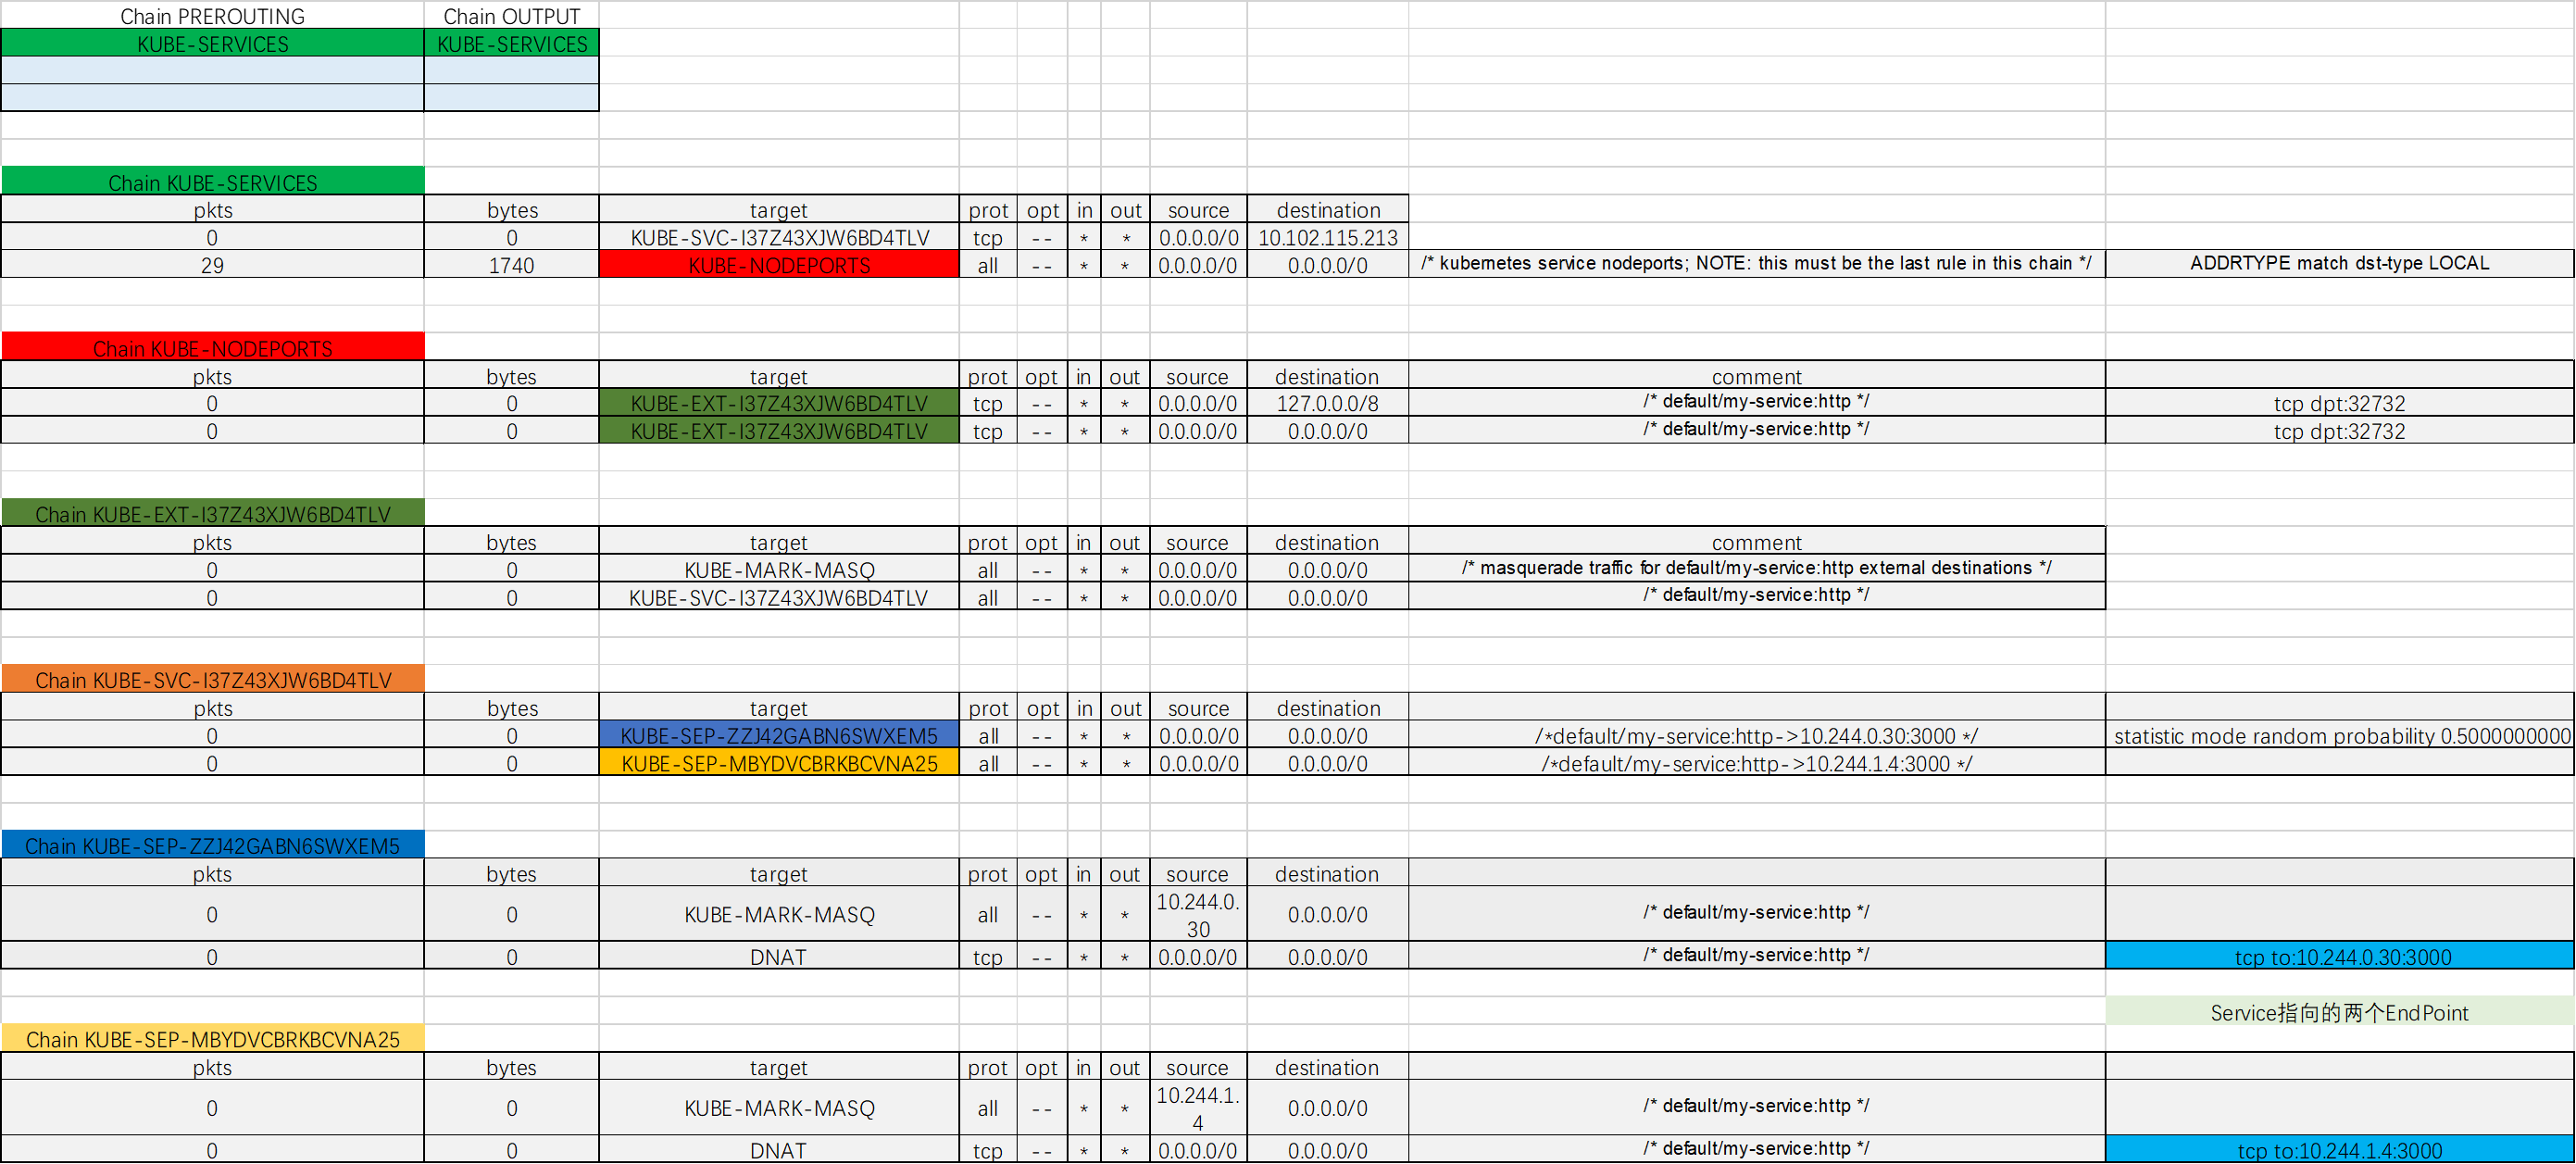 Chain PREROUTING Chain OUTPUT
KUBE-SERVICES KUBE-SERVICES
Chain KUBE-SERVICES
pkts bytes target prot opt in out source destination
0 0 KUBE-SVC-I37Z43XJW6BD4TLV tcp -- * * 0.0.0.0/0 10.102.115.213
29 1740 KUBE-NODEPORTS all -- * * 0.0.0.0/0 0.0.0.0/0 /* kubernetes service nodeports; NOTE: this must be the last rule in this chain */ ADDRTYPE match dst-type LOCAL
Chain KUBE-NODEPORTS
pkts bytes target prot opt in out source destination comment
0 0 KUBE-EXT-I37Z43XJW6BD4TLV tcp -- * * 0.0.0.0/0 127.0.0.0/8 /* default/my-service:http */ tcp dpt:32732
0 0 KUBE-EXT-I37Z43XJW6BD4TLV tcp -- * * 0.0.0.0/0 0.0.0.0/0 /* default/my-service:http */ tcp dpt:32732
Chain KUBE-EXT-I37Z43XJW6BD4TLV
pkts bytes target prot opt in out source destination comment
0 0 KUBE-MARK-MASQ all -- * * 0.0.0.0/0 0.0.0.0/0 /* masquerade traffic for default/my-service:http external destinations */
0 0 KUBE-SVC-I37Z43XJW6BD4TLV all -- * * 0.0.0.0/0 0.0.0.0/0 /* default/my-service:http */
Chain KUBE-SVC-I37Z43XJW6BD4TLV
pkts bytes target prot opt in out source destination
0 0 KUBE-SEP-ZZJ42GABN6SWXEM5 all -- * * 0.0.0.0/0 0.0.0.0/0 /*default/my-service:http->10.244.0.30:3000 */ statistic mode random probability 0.5000000000
0 0 KUBE-SEP-MBYDVCBRKBCVNA25 all -- * * 0.0.0.0/0 0.0.0.0/0 /*default/my-service:http->10.244.1.4:3000 */
Chain KUBE-SEP-ZZJ42GABN6SWXEM5
pkts bytes target prot opt in out source destination
0 0 KUBE-MARK-MASQ all -- * * 10.244.0.
30 0.0.0.0/0 /* default/my-service:http */
0 0 DNAT tcp -- * * 0.0.0.0/0 0.0.0.0/0 /* default/my-service:http */ tcp to:10.244.0.30:3000
Service指向的两个EndPoint
Chain KUBE-SEP-MBYDVCBRKBCVNA25
pkts bytes target prot opt in out source destination
0 0 KUBE-MARK-MASQ all -- * * 10.244.1.
4 0.0.0.0/0 /* default/my-service:http */
0 0 DNAT tcp -- * * 0.0.0.0/0 0.0.0.0/0 /* default/my-service:http */ tcp to:10.244.1.4:3000